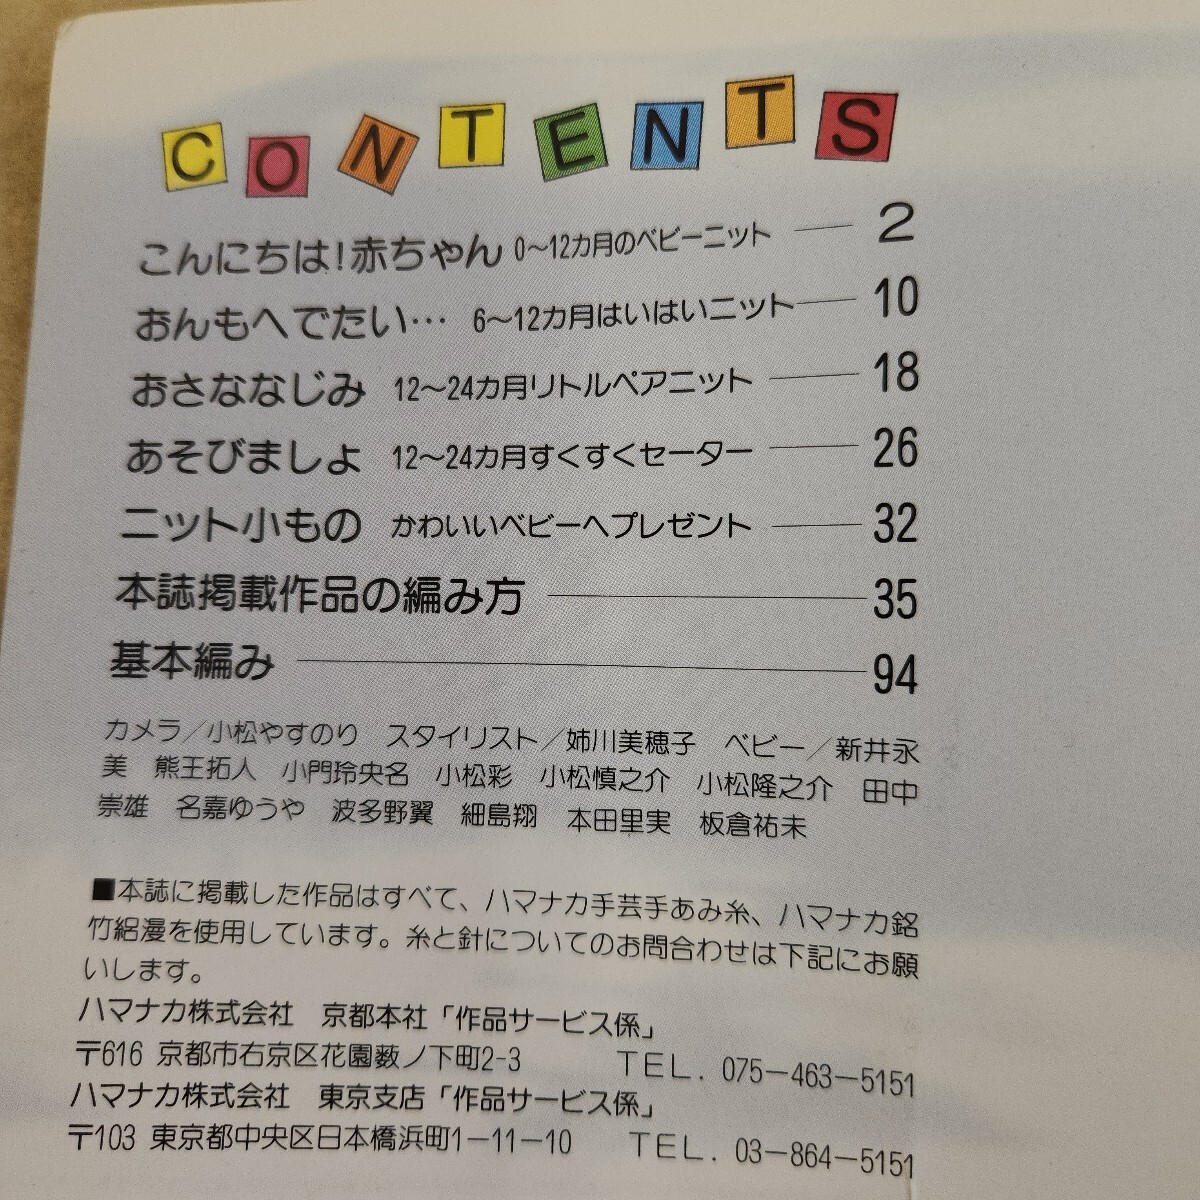 CONTENTS
こんにちは!赤ちゃん 0〜12カ月のベビーニット 2
おんもへでたい… 6〜12カ月はいはいニット 10
おさななじみ 12〜24カ月リトルペアニット 18
あそびましょ 12〜24カ月すくすくセーター 26
ニット小もの かわいいベビーへプレゼント 32
本誌掲載作品の編み方 35
基本編み 94
カメラ/小松やすのり スタイリスト/姉川美穂子 ベビー/新井永
美 熊王拓人 小門玲央名 小松彩 小松慎之介 小松隆之介 田中
崇雄 名嘉ゆうや 波多野翼 細島翔 本田里実 板倉祐未
■本誌に掲載した作品はすべて、ハマナカ手芸手あみ糸、ハマナカ銘
竹絽漫を使用しています。糸と針についてのお問合わせは下記にお願
いします。
ハマナカ株式会社 京都本社「作品サービス係」
〒616 京都市右京区花園薮ノ下町2-3 TEL. 075-463-5151
ハマナカ株式会社 東京支店「作品サービス係」
〒103 東京都中央区日本橋浜町1-11-10 TEL. 03-864-5151